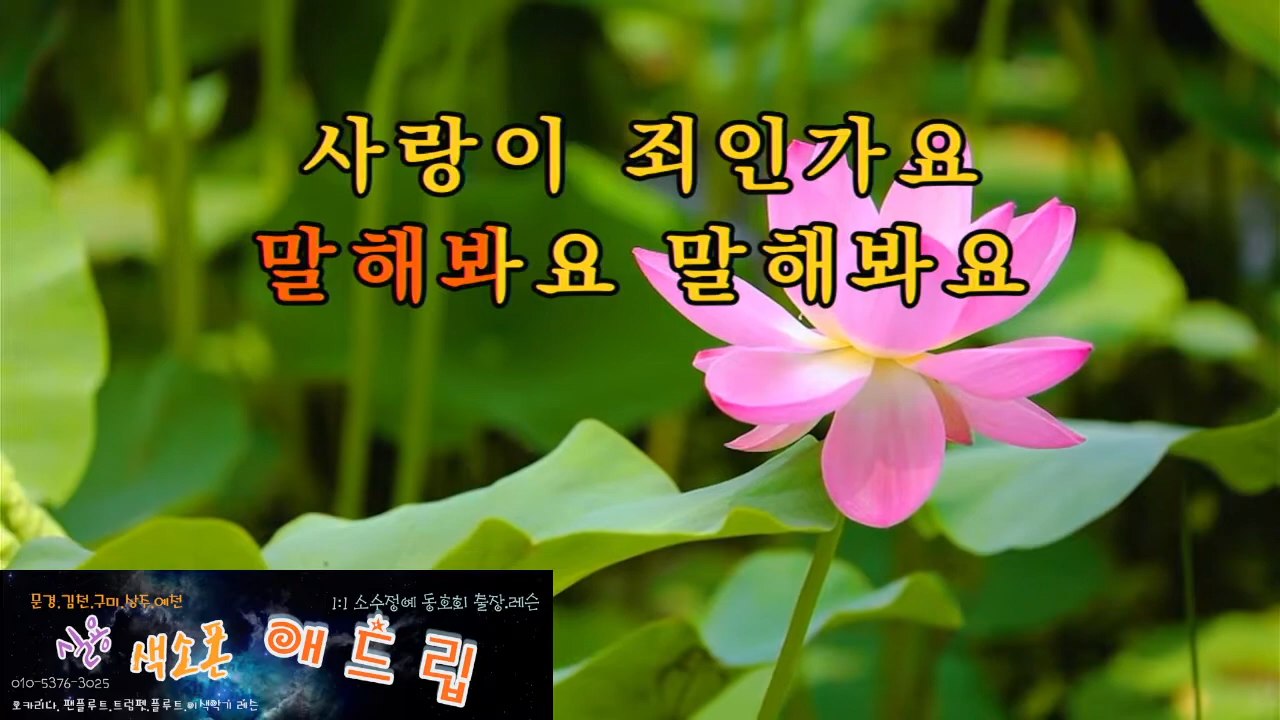 사랑이 죄인가요
말해봐요 말해봐요
문경.김천.구미.상주.예천
1:1 소수정예 동호회 출장.레슨
실용 색소폰 애드립
010-5376-3025
오카리나. 팬플루트.트럼펫.플루트.이색악기 레슨